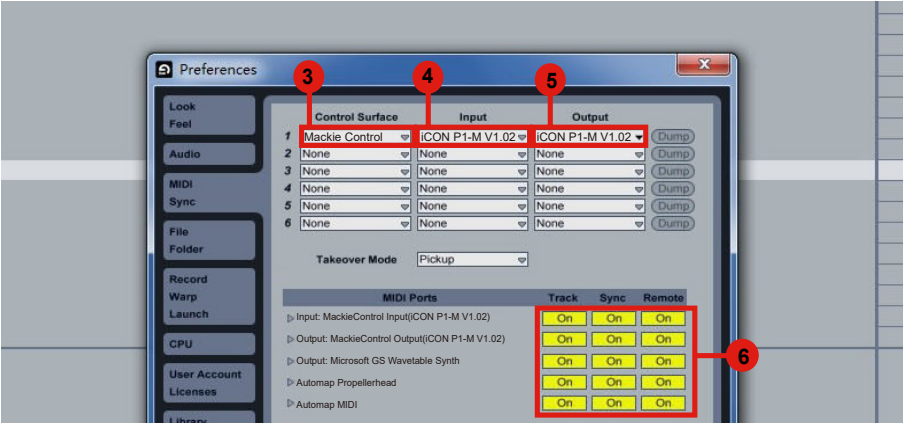 Preferences
x
3 4 5
Look
Feel
Audio
MIDI
Sync
File
Folder
Record
Warp
Launch
CPU
User Account
Licenses
Library
Control Surface Input Output
1 Mackie Control iCON P1-M V1.02 iCON P1-M V1.02 Dump
2 None None None Dump
3 None None None Dump
4 None None None Dump
5 None None None Dump
6 None None None Dump
Takeover Mode Pickup
MIDI Ports Track Sync Remote
Input: MackieControl Input(iCON P1-M V1.02) On On On
Output: MackieControl Output(iCON P1-M V1.02) On On On
Output: Microsoft GS Wavetable Synth On On On
Automap Propellerhead On On On
Automap MIDI On On On
6